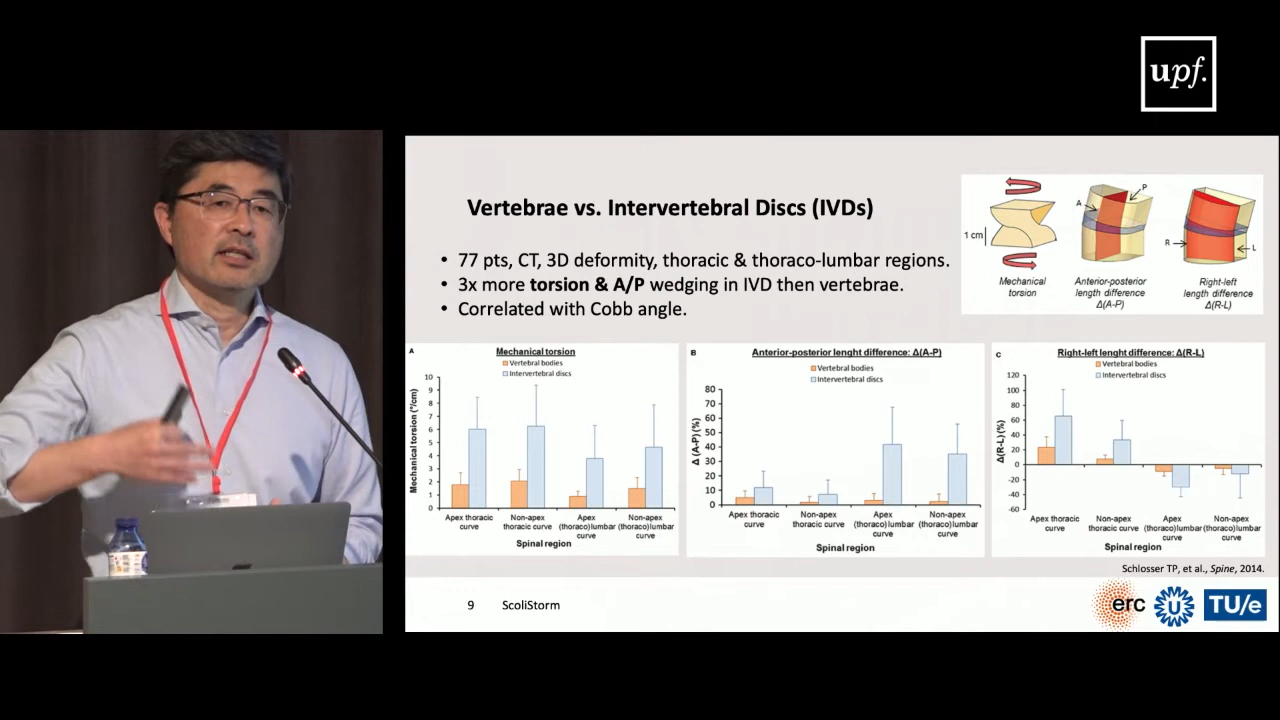 upf.
Vertebrae vs. Intervertebral Discs (IVDs)
• 77 pts, CT, 3D deformity, thoracic & thoraco-lumbar regions.
• 3x more torsion & A/P wedging in IVD then vertebrae.
• Correlated with Cobb angle.
1 cm
A
P
R
L
Mechanical
torsion
Anterior-posterior
length difference
Δ(A-P)
Right-left
length difference
Δ(R-L)
A
Mechanical torsion
Vertebral bodies
Intervertebral discs
Mechanical torsion (°/cm)
10
9
8
7
6
5
4
3
2
1
0
Apex thoracic
curve
Non-apex
thoracic curve
Apex
(thoraco)lumbar
curve
Non-apex
(thoraco)lumbar
curve
Spinal region
B
Anterior-posterior lenght difference: Δ(A-P)
Vertebral bodies
Intervertebral discs
Δ (A-P) (%)
80
70
60
50
40
30
20
10
0
Apex thoracic
curve
Non-apex
thoracic curve
Apex
(thoraco)lumbar
curve
Non-apex
(thoraco)lumbar
curve
Spinal region
C
Right-left lenght difference: Δ(R-L)
Vertebral bodies
Intervertebral discs
Δ(R-L) (%)
120
100
80
60
40
20
0
-20
-40
-60
Apex thoracic
curve
Non-apex
thoracic curve
Apex
(thoraco)lumbar
curve
Non-apex
(thoraco)lumbar
curve
Spinal region
Schlosser TP, et al., Spine, 2014.
9
ScoliStorm
erc
U
TU/e